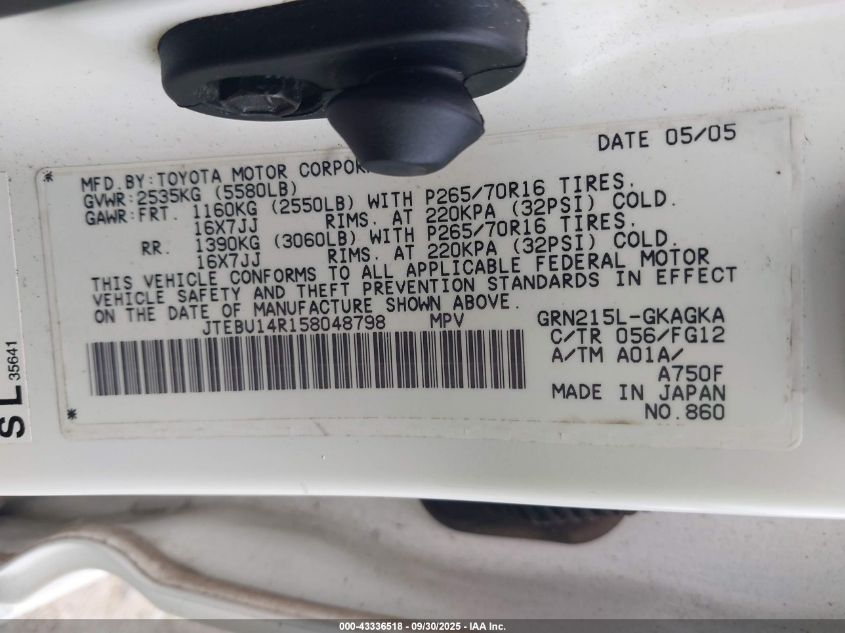 DATE 05/05
MFD.BY:TOYOTA MOTOR
GVWR:2535KG (5580LB)
GAWR:FRT. 1160KG (2550LB) WITH P265/70R16 TIRES.
16X7JJ RIMS. AT 220KPA (32PSI) COLD.
RR. 1390KG (3060LB) WITH P265/70R16 TIRES.
16X7JJ RIMS. AT 220KPA (32PSI) COLD.
THIS VEHICLE CONFORMS TO ALL APPLICABLE FEDERAL MOTOR
VEHICLE SAFETY AND THEFT PREVENTION STANDARDS IN EFFECT
ON THE DATE OF MANUFACTURE SHOWN ABOVE.
JTEBU14R158048798 MPV GRN215L-GKAGKA
C/TR 056/FG12
A/TM A01A/
A750F
MADE IN JAPAN
NO.860
SL 35641
000-43336518 - 09/30/2025 - IAA Inc.